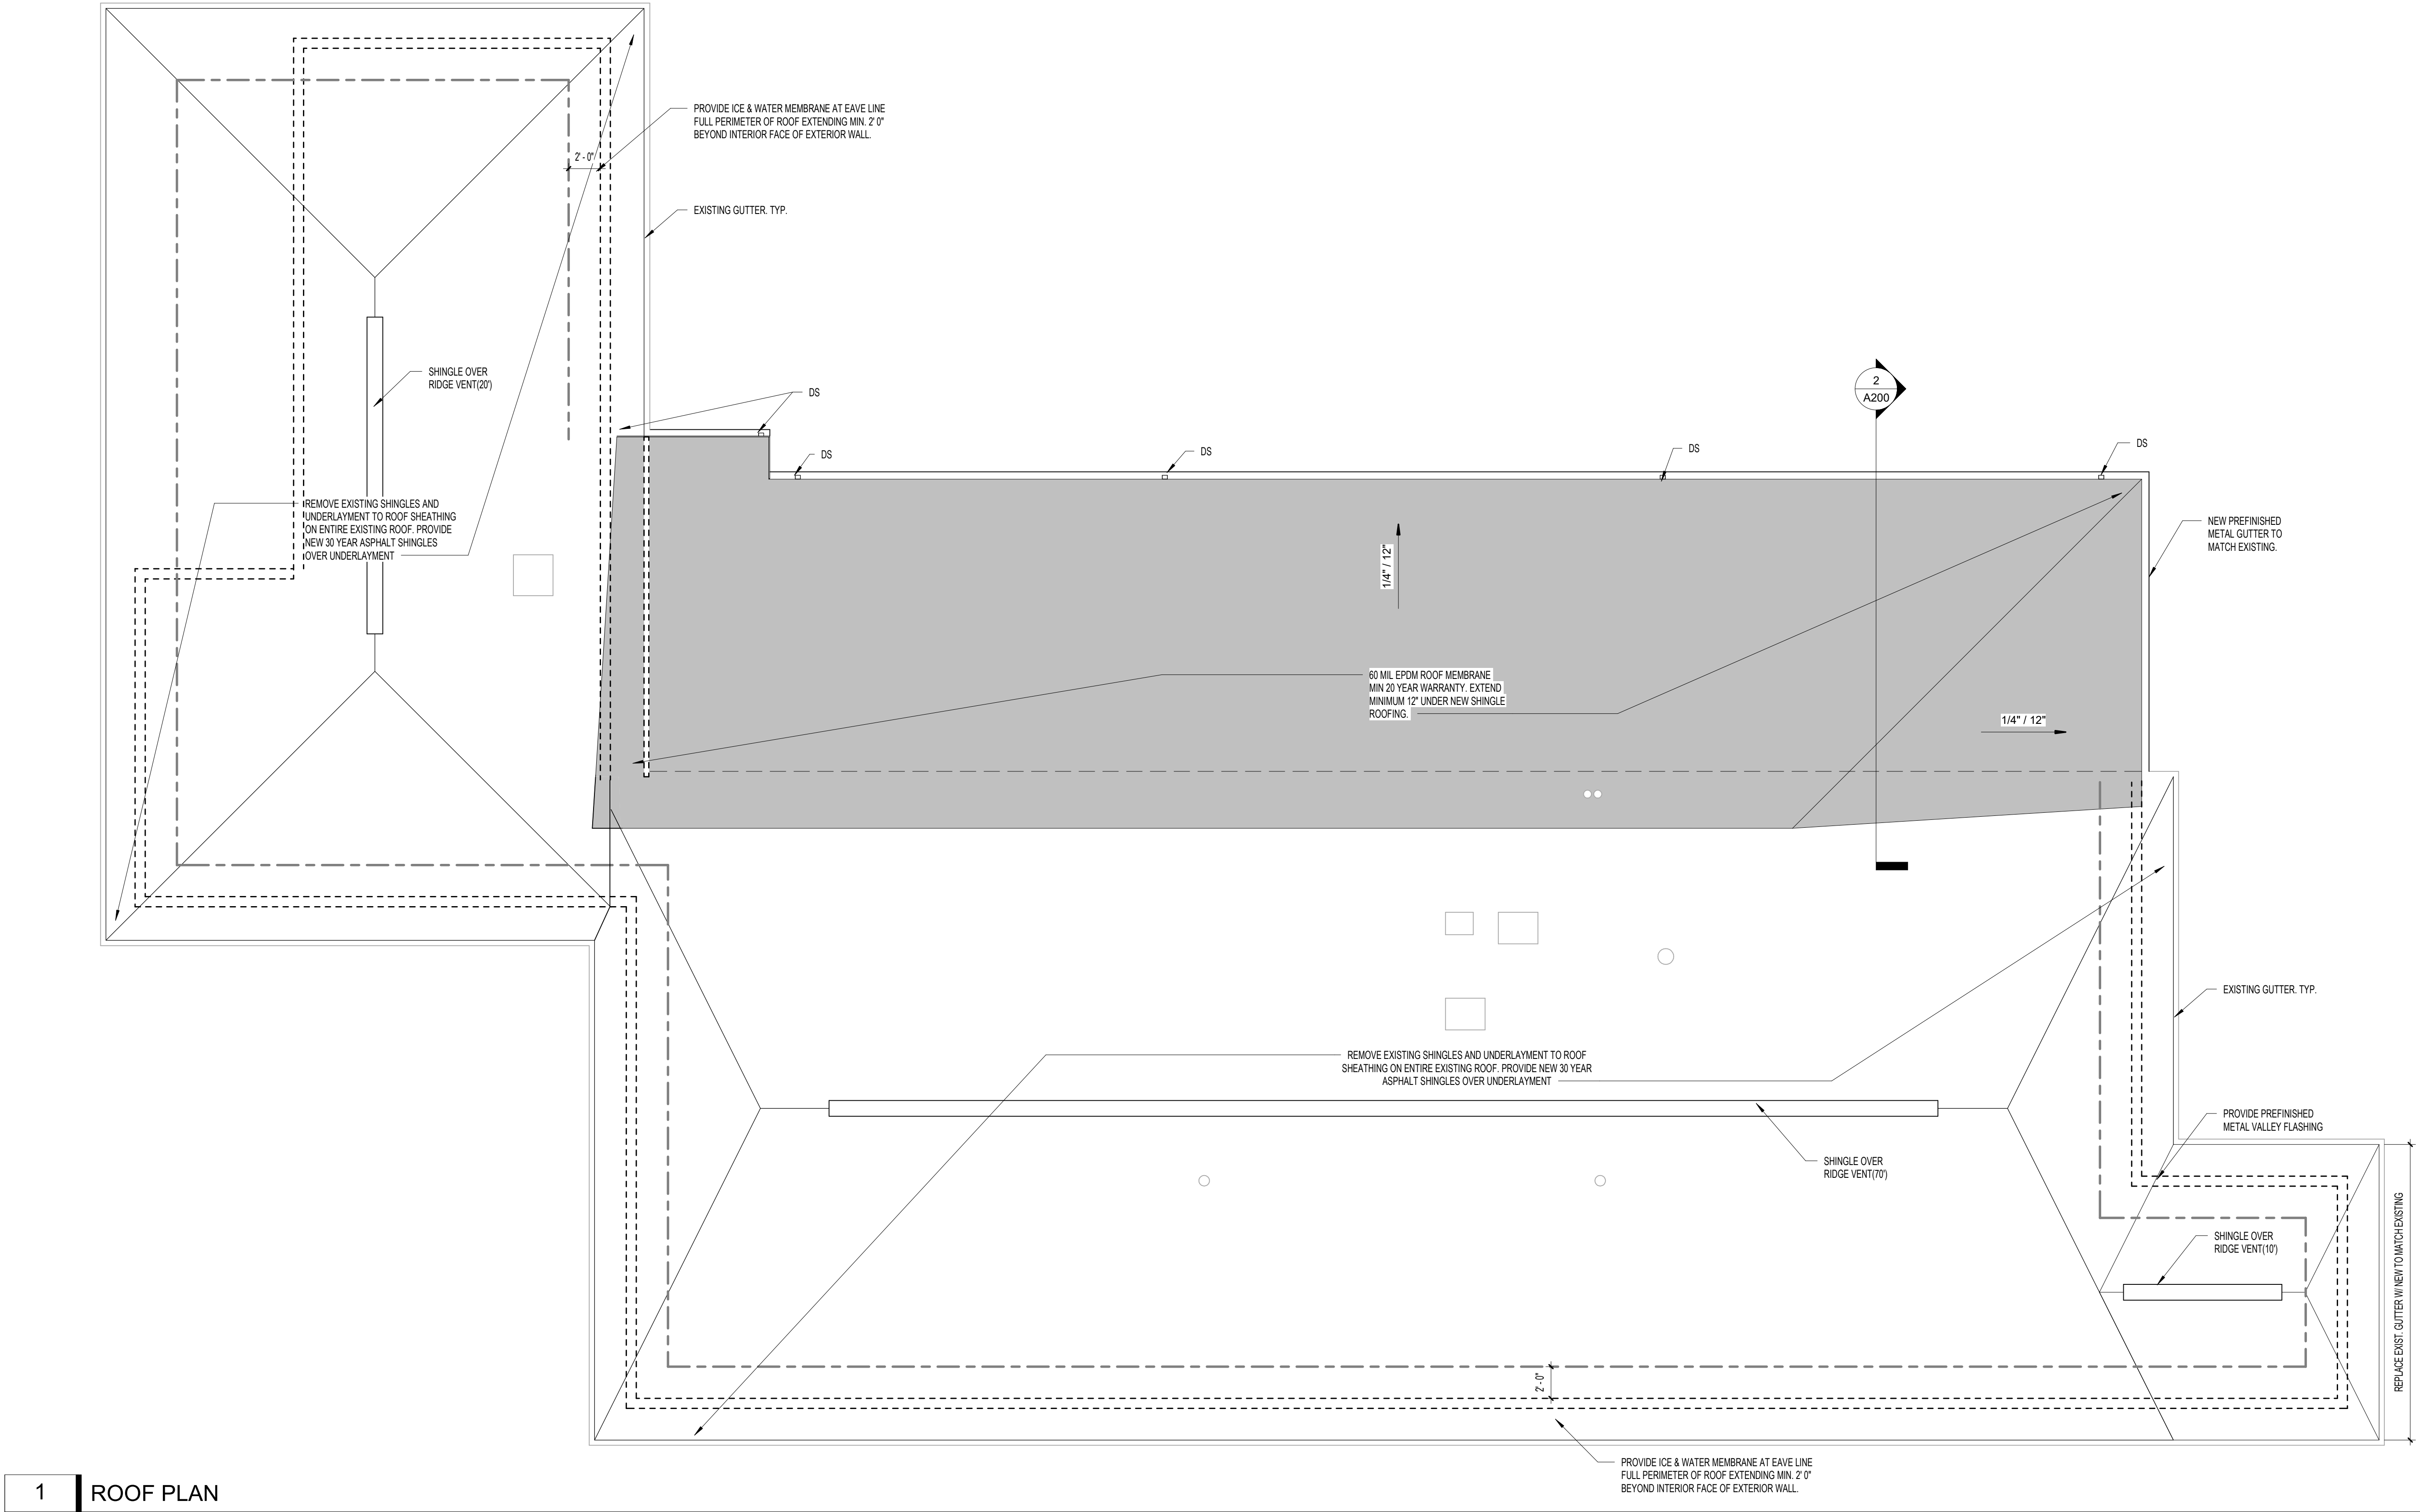 PROVIDE ICE & WATER MEMBRANE AT EAVE LINE
FULL PERIMETER OF ROOF EXTENDING MIN. 2' 0"
BEYOND INTERIOR FACE OF EXTERIOR WALL.
2' - 0"
EXISTING GUTTER. TYP.
SHINGLE OVER
RIDGE VENT(20')
DS
2
A200
DS
DS
DS
DS
REMOVE EXISTING SHINGLES AND
UNDERLAYMENT TO ROOF SHEATHING
ON ENTIRE EXISTING ROOF. PROVIDE
NEW 30 YEAR ASPHALT SHINGLES
OVER UNDERLAYMENT
NEW PREFINISHED
METAL GUTTER TO
MATCH EXISTING.
1/4" / 12"
60 MIL EPDM ROOF MEMBRANE
MIN 20 YEAR WARRANTY. EXTEND
MINIMUM 12" UNDER NEW SHINGLE
ROOFING.
1/4" / 12"
EXISTING GUTTER. TYP.
REMOVE EXISTING SHINGLES AND UNDERLAYMENT TO ROOF
SHEATHING ON ENTIRE EXISTING ROOF. PROVIDE NEW 30 YEAR
ASPHALT SHINGLES OVER UNDERLAYMENT
PROVIDE PREFINISHED
METAL VALLEY FLASHING
SHINGLE OVER
RIDGE VENT(70')
SHINGLE OVER
RIDGE VENT(10')
REPLACE EXIST. GUTTER W/ NEW TO MATCH EXISTING
2' - 0"
PROVIDE ICE & WATER MEMBRANE AT EAVE LINE
FULL PERIMETER OF ROOF EXTENDING MIN. 2' 0"
BEYOND INTERIOR FACE OF EXTERIOR WALL.
1 ROOF PLAN